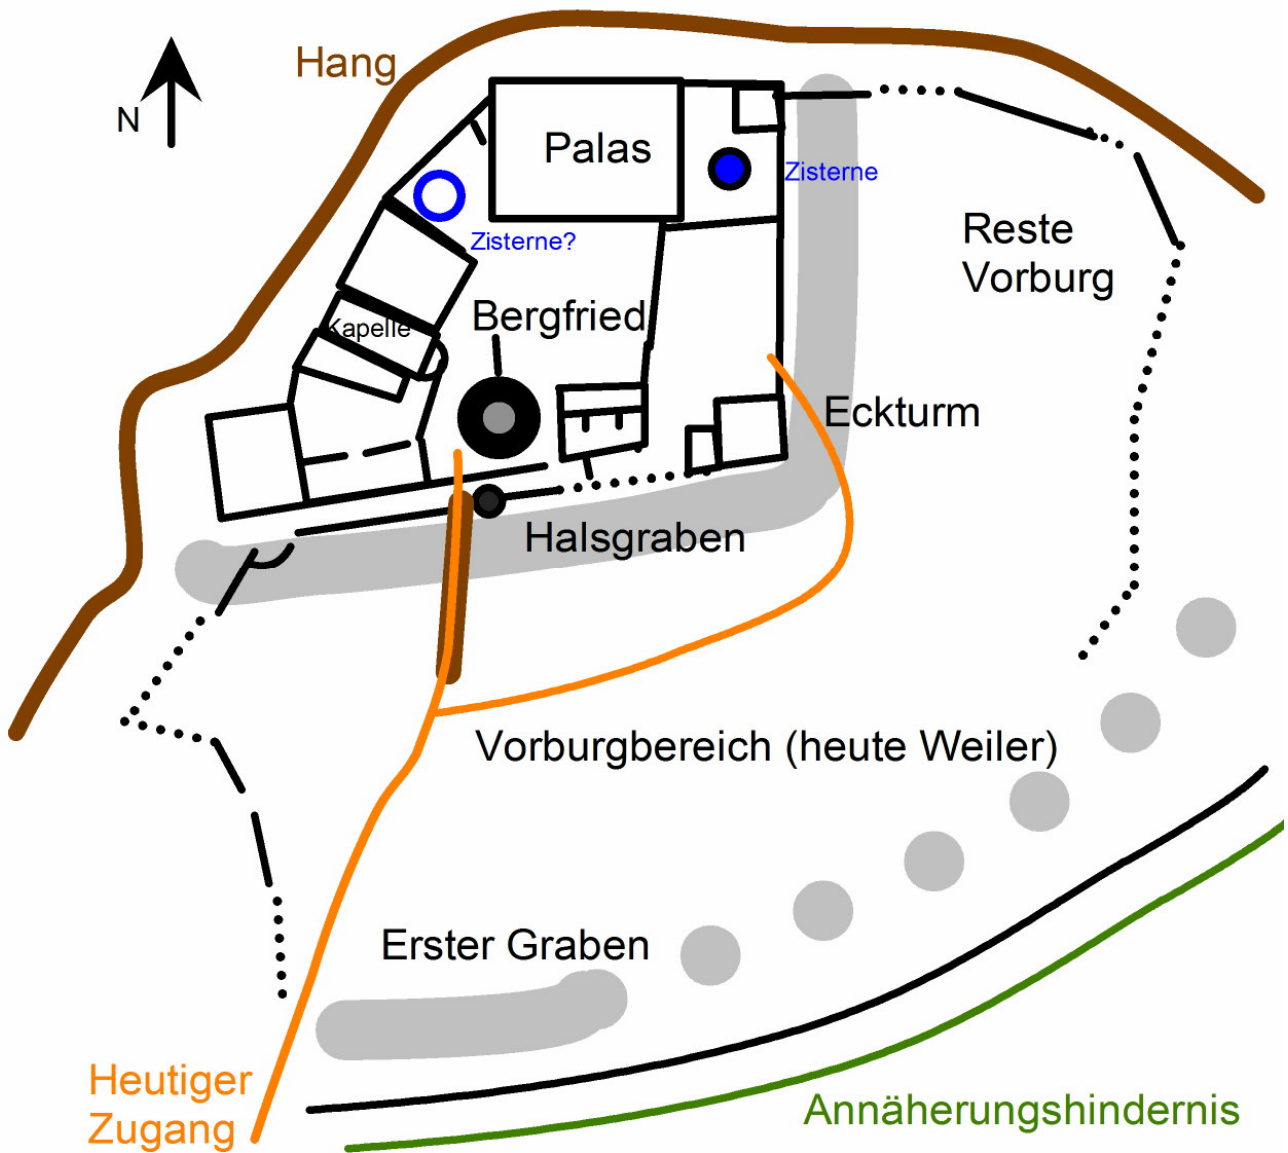 Hang
N
Palas
Zisterne
Zisterne?
Reste
Vorburg
Bergfried
Kapelle
Eckturm
Halsgraben
Vorburgbereich (heute Weiler)
Erster Graben
Heutiger
Zugang
Annäherungshindernis